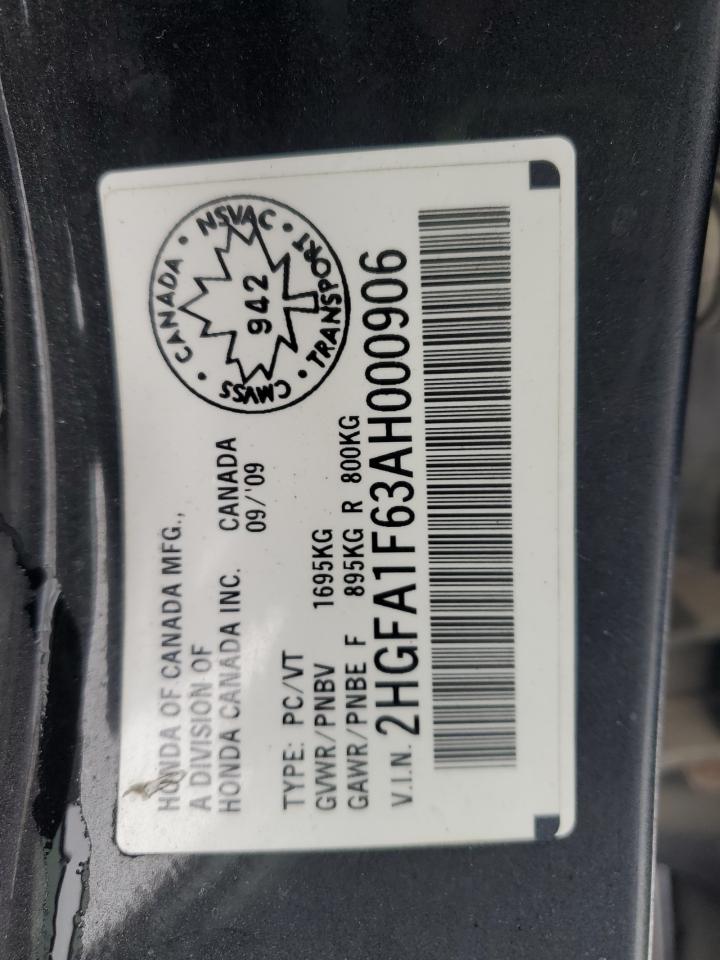 HONDA OF CANADA MFG.,
A DIVISION OF
HONDA CANADA INC. CANADA
09/'09
TYPE: PC/VT
GVWR/PNBV 1695KG
GAWR/PNBE F 895KG R 800KG
V.I.N. 2HGFA1F63AH000906
CANADA • NSVAC • TRANSPORT • CMVSS •
942